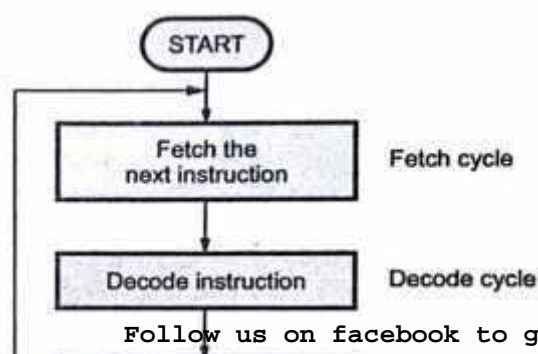 START
Fetch the
next instruction
Fetch cycle
Decode instruction
Decode cycle
Follow us on facebook to g